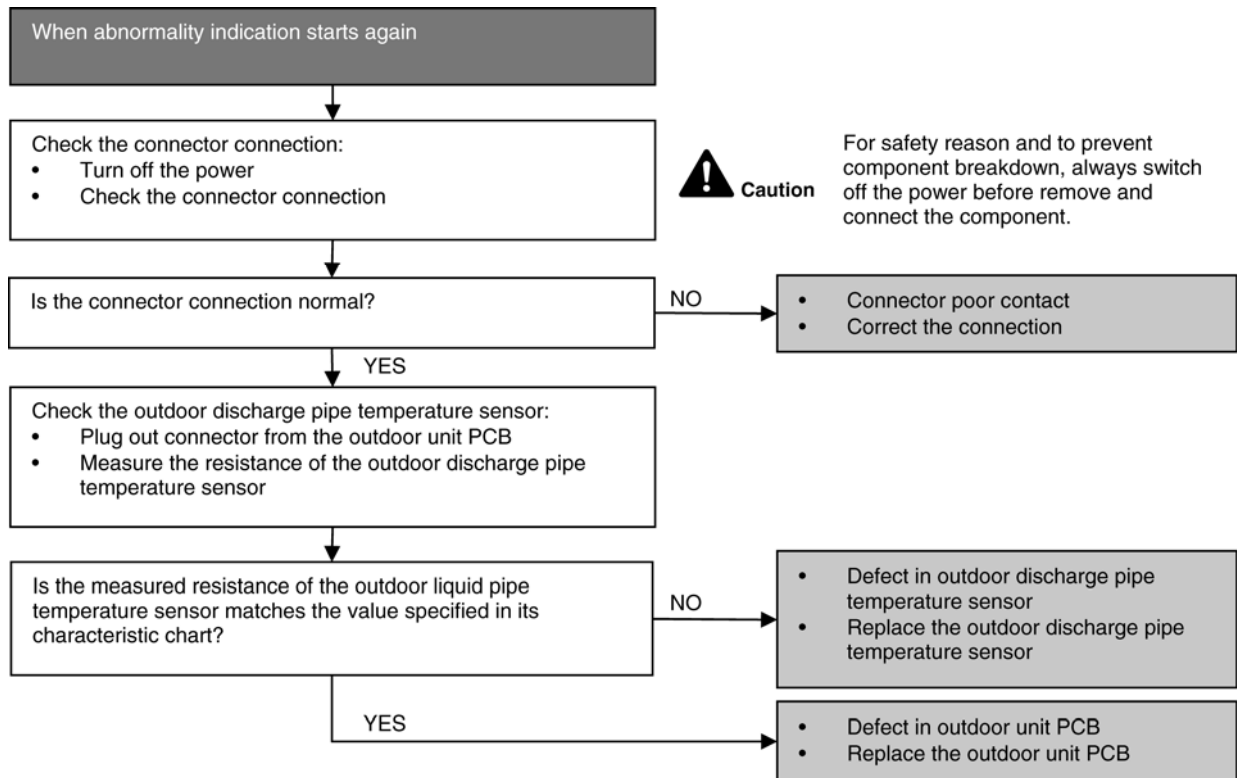 When abnormality indication starts again
Check the connector connection:
• Turn off the power
• Check the connector connection
Caution
For safety reason and to prevent
component breakdown, always switch
off the power before remove and
connect the component.
Is the connector connection normal?
NO
• Connector poor contact
• Correct the connection
YES
Check the outdoor discharge pipe temperature sensor:
• Plug out connector from the outdoor unit PCB
• Measure the resistance of the outdoor discharge pipe
temperature sensor
Is the measured resistance of the outdoor liquid pipe
temperature sensor matches the value specified in its
characteristic chart?
NO
• Defect in outdoor discharge pipe
temperature sensor
• Replace the outdoor discharge pipe
temperature sensor
YES
• Defect in outdoor unit PCB
• Replace the outdoor unit PCB